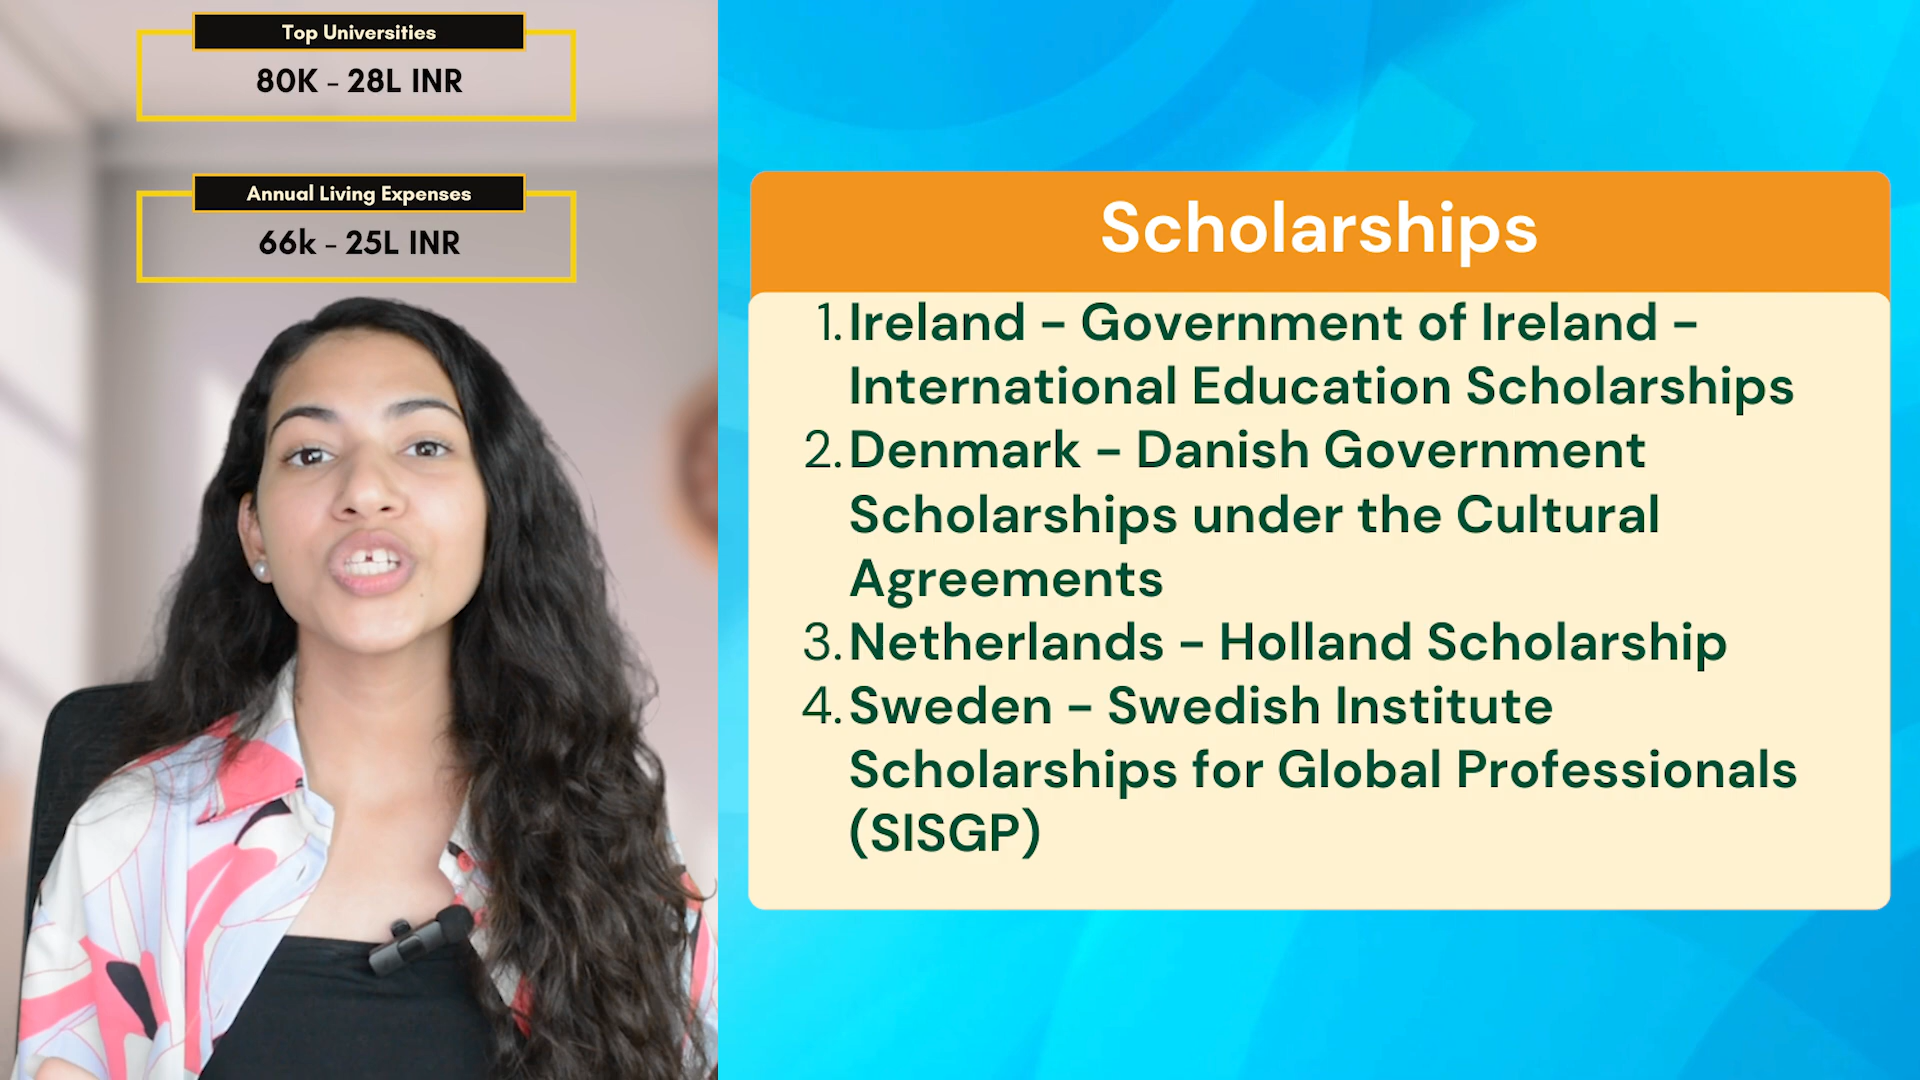 Top Universities
80K - 28L INR
Annual Living Expenses
66k - 25L INR
Scholarships
1. Ireland - Government of Ireland -
International Education Scholarships
2. Denmark - Danish Government
Scholarships under the Cultural
Agreements
3. Netherlands - Holland Scholarship
4. Sweden - Swedish Institute
Scholarships for Global Professionals
(SISGP)